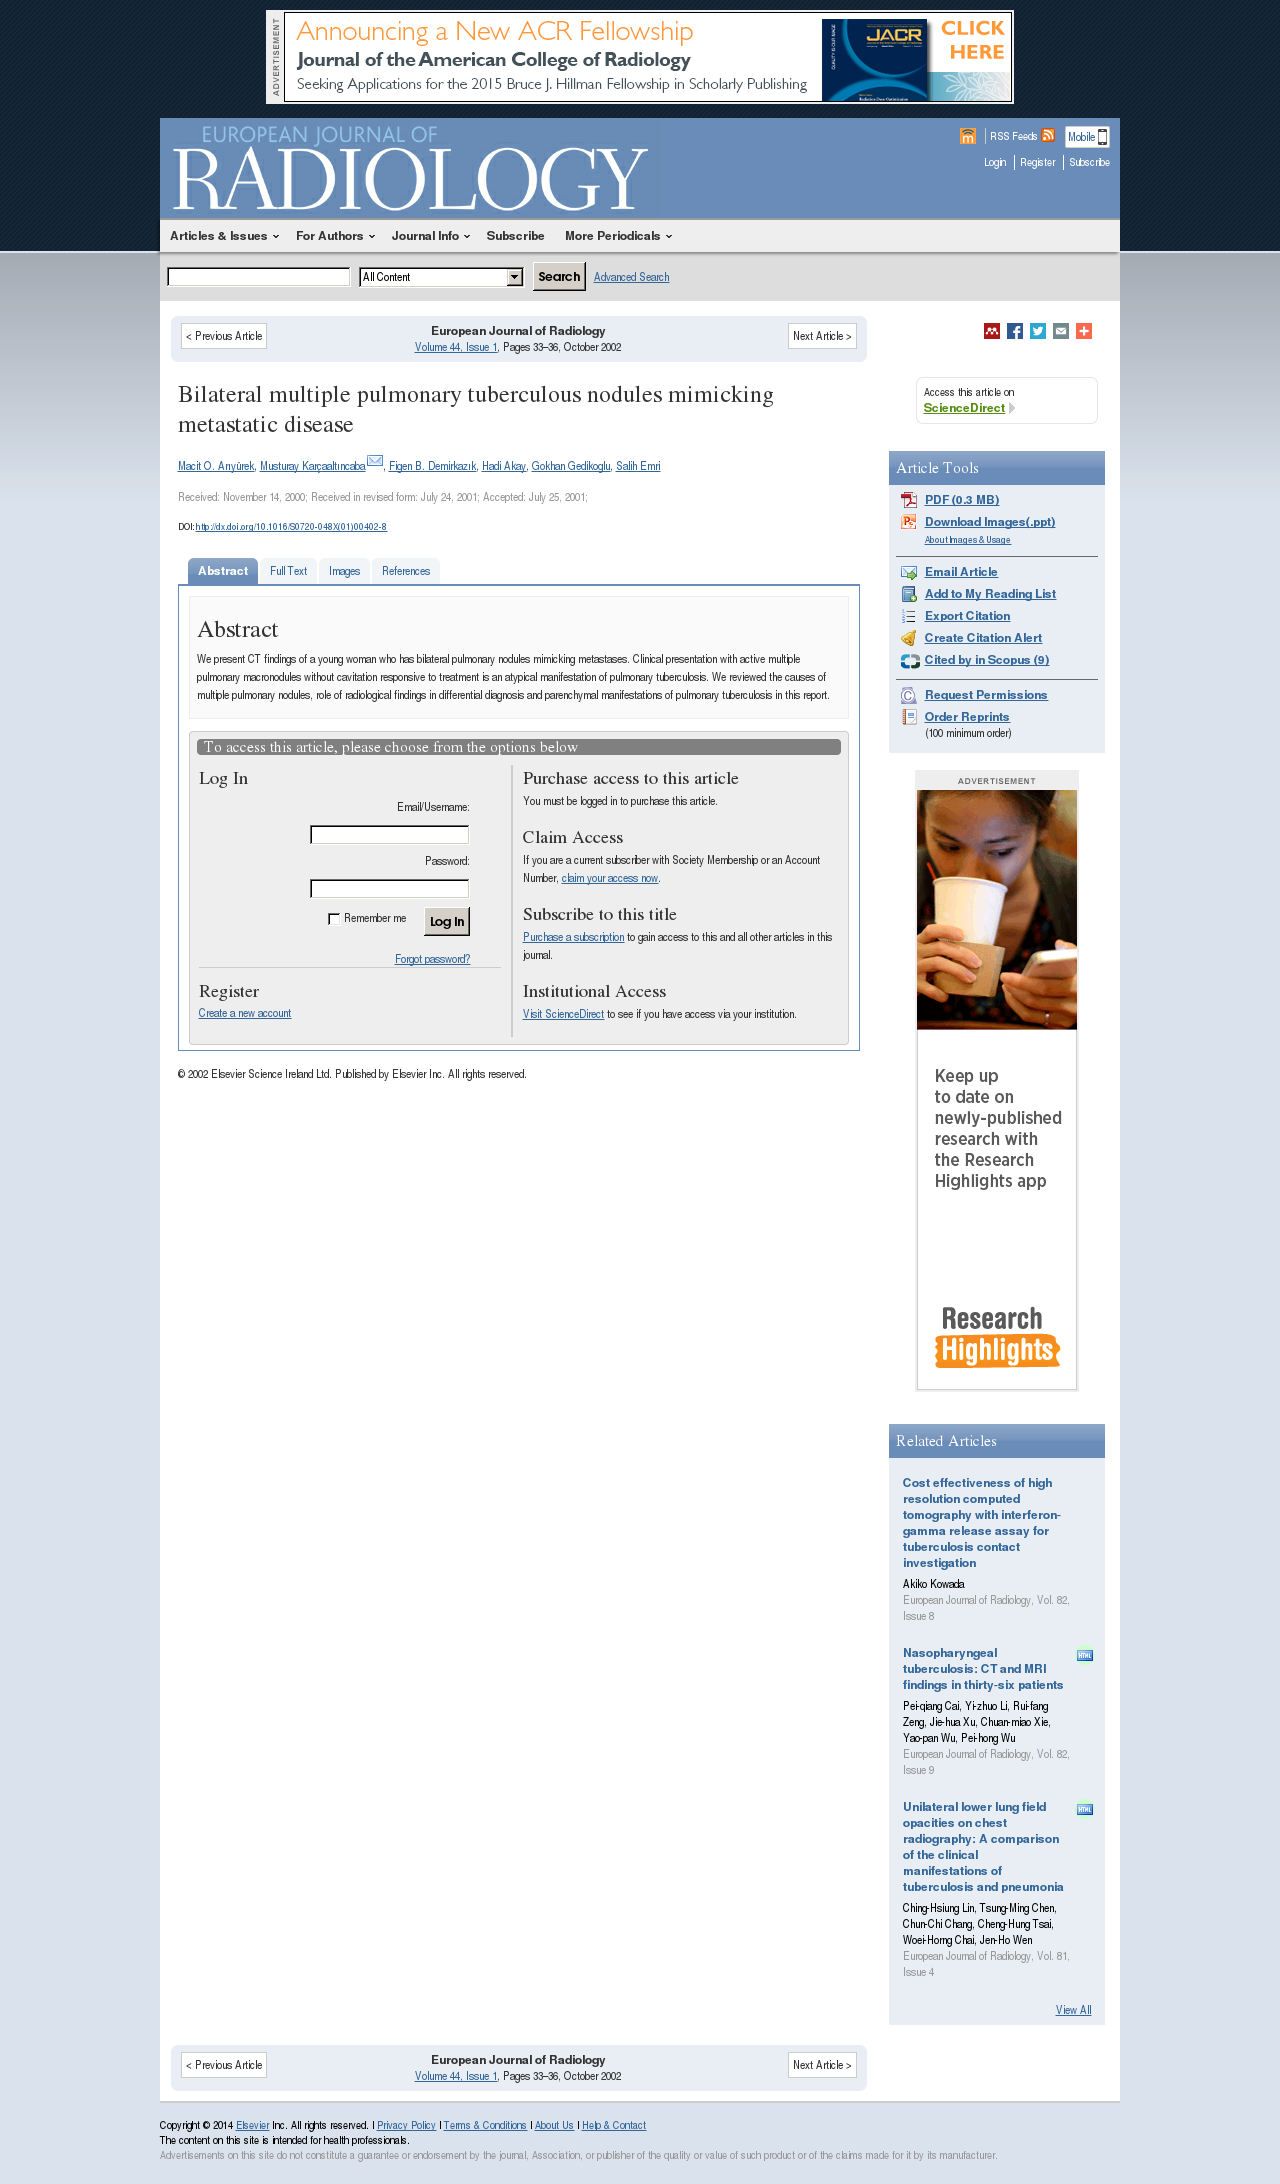 ADVERTISEMENT
Announcing a New ACR Fellowship
Journal of the American College of Radiology
Seeking Applications for the 2015 Bruce J. Hillman Fellowship in Scholarly Publishing
JACR
CLICK
HERE
EUROPEAN JOURNAL OF
RADIOLOGY
RSS Feeds
Mobile
Login
Register
Subscribe
Articles & Issues
For Authors
Journal Info
Subscribe
More Periodicals
All Content
Search
Advanced Search
< Previous Article
European Journal of Radiology
Volume 44, Issue 1, Pages 33–36, October 2002
Next Article >
Bilateral multiple pulmonary tuberculous nodules mimicking
metastatic disease
Macit O. Arıyürek, Musturay Karçaaltıncaba, Figen B. Demirkazık, Hadi Akay, Gokhan Gedikoglu, Salih Emri
Received: November 14, 2000; Received in revised form: July 24, 2001; Accepted: July 25, 2001;
DOI: http://dx.doi.org/10.1016/S0720-048X(01)00402-8
Abstract
Full Text
Images
References
Abstract
We present CT findings of a young woman who has bilateral pulmonary nodules mimicking metastases. Clinical presentation with active multiple
pulmonary macronodules without cavitation responsive to treatment is an atypical manifestation of pulmonary tuberculosis. We reviewed the causes of
multiple pulmonary nodules, role of radiological findings in differential diagnosis and parenchymal manifestations of pulmonary tuberculosis in this report.
To access this article, please choose from the options below
Log In
Email/Username:
Password:
Remember me
Log In
Forgot password?
Register
Create a new account
Purchase access to this article
You must be logged in to purchase this article.
Claim Access
If you are a current subscriber with Society Membership or an Account
Number, claim your access now.
Subscribe to this title
Purchase a subscription to gain access to this and all other articles in this
journal.
Institutional Access
Visit ScienceDirect to see if you have access via your institution.
© 2002 Elsevier Science Ireland Ltd. Published by Elsevier Inc. All rights reserved.
Access this article on
ScienceDirect
Article Tools
PDF (0.3 MB)
Download Images(.ppt)
About Images & Usage
Email Article
Add to My Reading List
Export Citation
Create Citation Alert
Cited by in Scopus (9)
Request Permissions
Order Reprints
(100 minimum order)
ADVERTISEMENT
Keep up
to date on
newly-published
research with
the Research
Highlights app
Research
Highlights
Related Articles
Cost effectiveness of high
resolution computed
tomography with interferon-
gamma release assay for
tuberculosis contact
investigation
Akiko Kowada
European Journal of Radiology, Vol. 82,
Issue 8
Nasopharyngeal
tuberculosis: CT and MRI
findings in thirty-six patients
HTML
Pei-qiang Cai, Yi-zhuo Li, Rui-fang
Zeng, Jie-hua Xu, Chuan-miao Xie,
Yao-pan Wu, Pei-hong Wu
European Journal of Radiology, Vol. 82,
Issue 9
Unilateral lower lung field
opacities on chest
radiography: A comparison
of the clinical
manifestations of
tuberculosis and pneumonia
HTML
Ching-Hsiung Lin, Tsung-Ming Chen,
Chun-Chi Chang, Cheng-Hung Tsai,
Woei-Horng Chai, Jen-Ho Wen
European Journal of Radiology, Vol. 81,
Issue 4
View All
< Previous Article
European Journal of Radiology
Volume 44, Issue 1, Pages 33–36, October 2002
Next Article >
Copyright © 2014 Elsevier Inc. All rights reserved. | Privacy Policy | Terms & Conditions | About Us | Help & Contact
The content on this site is intended for health professionals.
Advertisements on this site do not constitute a guarantee or endorsement by the journal, Association, or publisher of the quality or value of such product or of the claims made for it by its manufacturer.